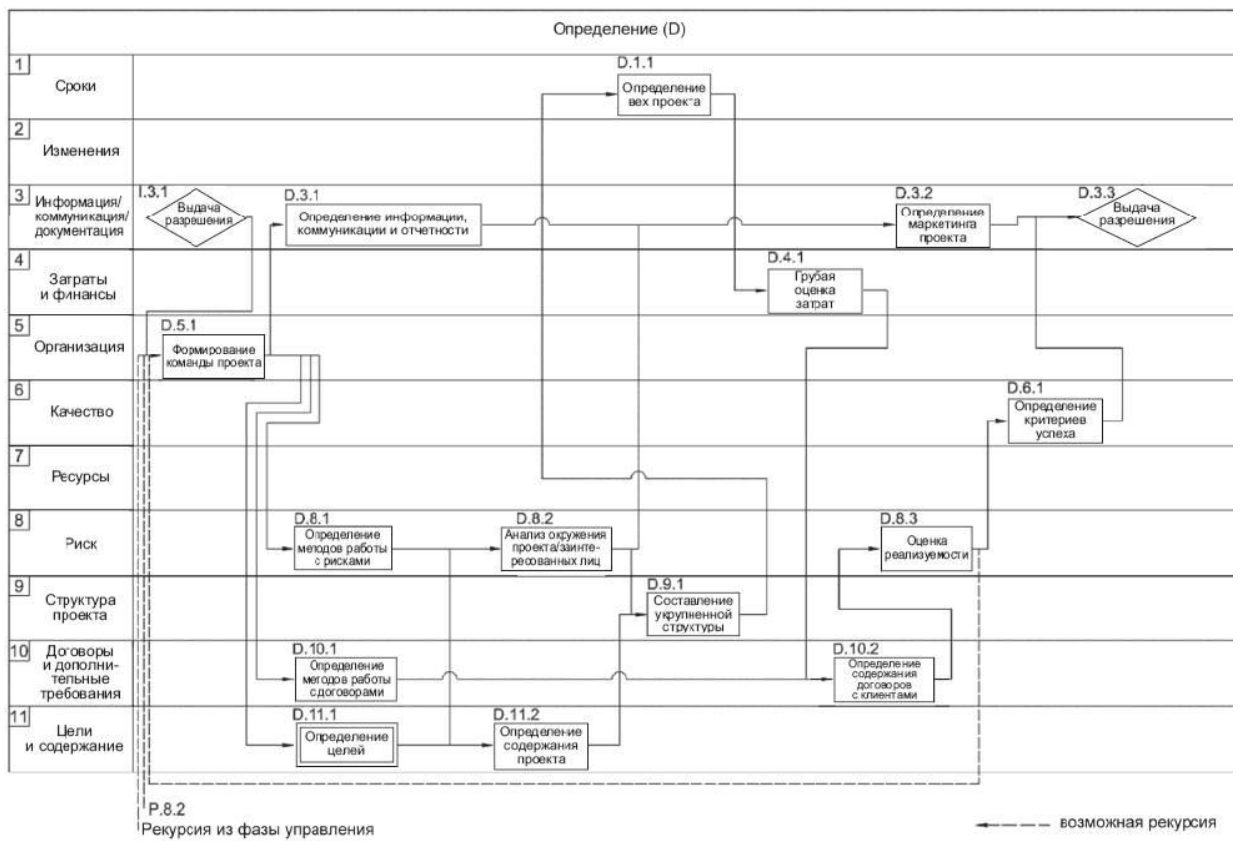 Определение (D)
1
Сроки
D.1.1
Определение
вех проекта
2
Изменения
3
Информация/
коммуникация/
документация
I.3.1
Выдача
разрешения
D.3.1
Определение информации,
коммуникации и отчетности
D.3.2
Определение
маркетинга
проекта
D.3.3
Выдача
разрешения
4
Затраты
и финансы
D.4.1
Грубая
оценка
затрат
5
Организация
D.5.1
Формирование
команды проекта
6
Качество
D.6.1
Определение
критериев
успеха
7
Ресурсы
8
Риск
D.8.1
Определение
методов работы
с рисками
D.8.2
Анализ окружения
проекта/заинте-
ресованных лиц
D.8.3
Оценка
реализуемости
9
Структура
проекта
D.9.1
Составление
укрупненной
структуры
10
Договоры
и дополни-
тельные
требования
D.10.1
Определение
методов работы
с договорами
D.10.2
Определение
содержания
договоров
с клиентами
11
Цели
и содержание
D.11.1
Определение
целей
D.11.2
Определение
содержания
проекта
P.8.2
Рекурсия из фазы управления
возможная рекурсия